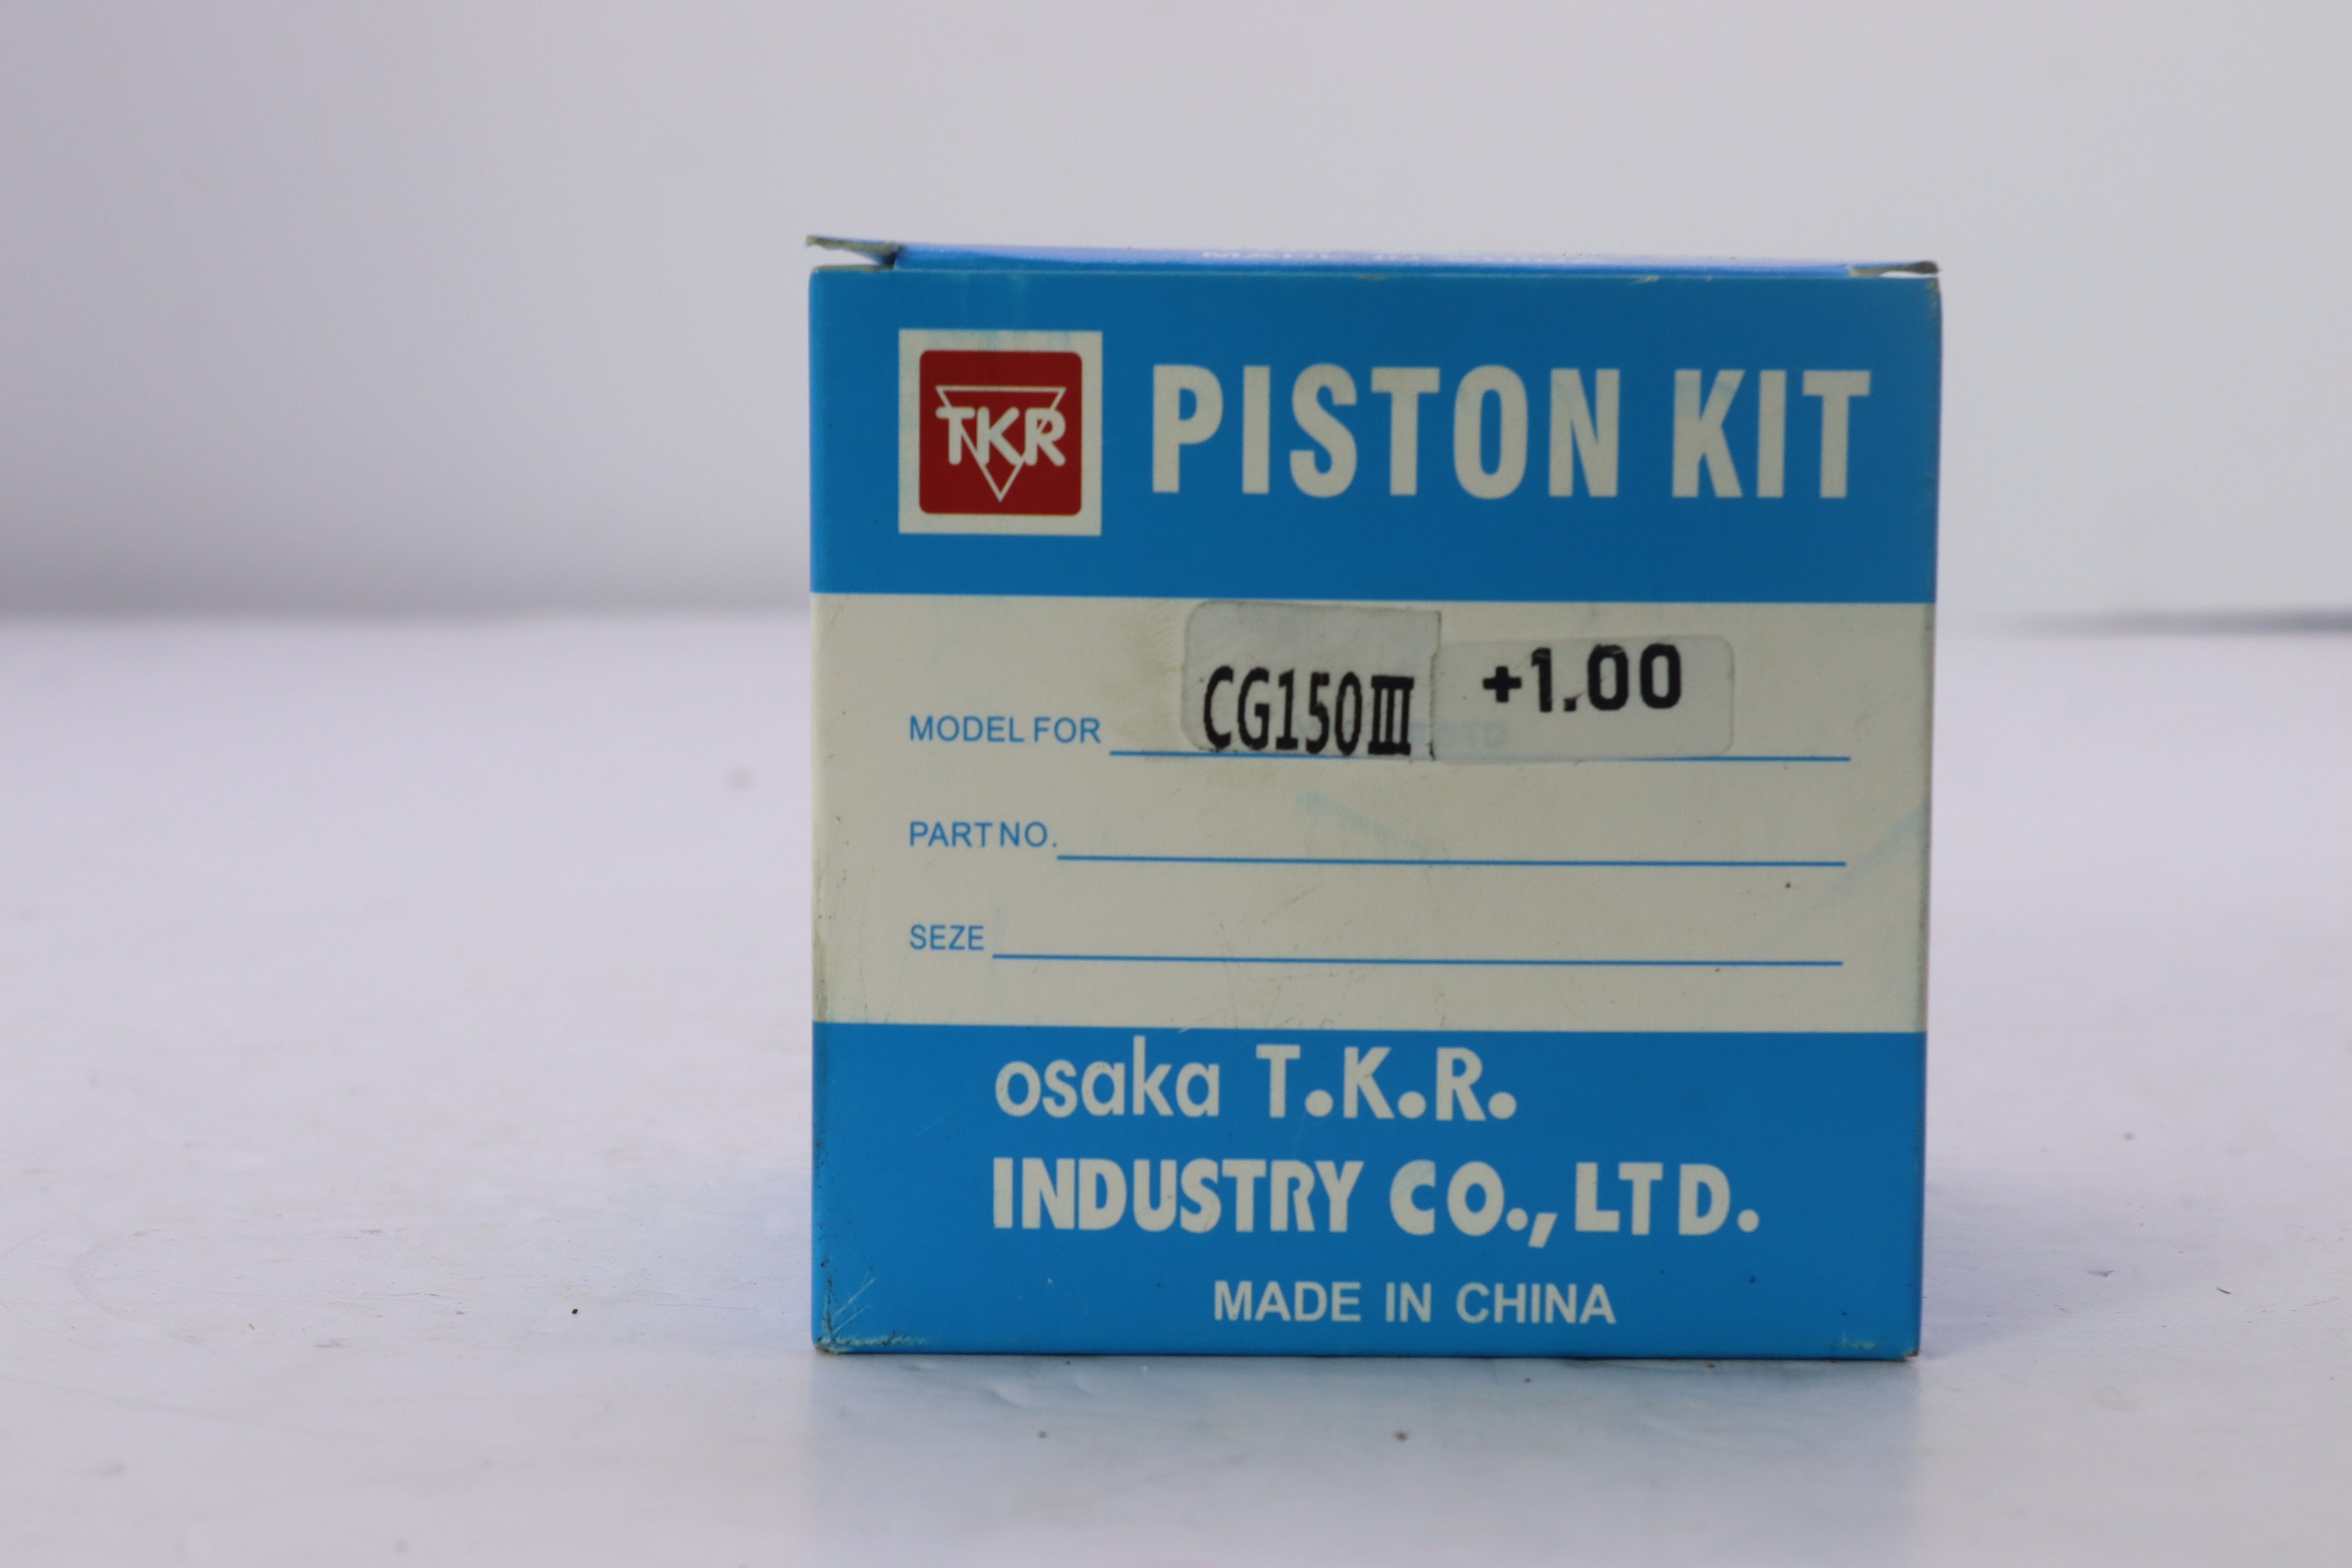 TKR
PISTON KIT
MODEL FOR CG150III +1.00
PART NO.
SEZE
osaka T.K.R.
INDUSTRY CO., LTD.
MADE IN CHINA